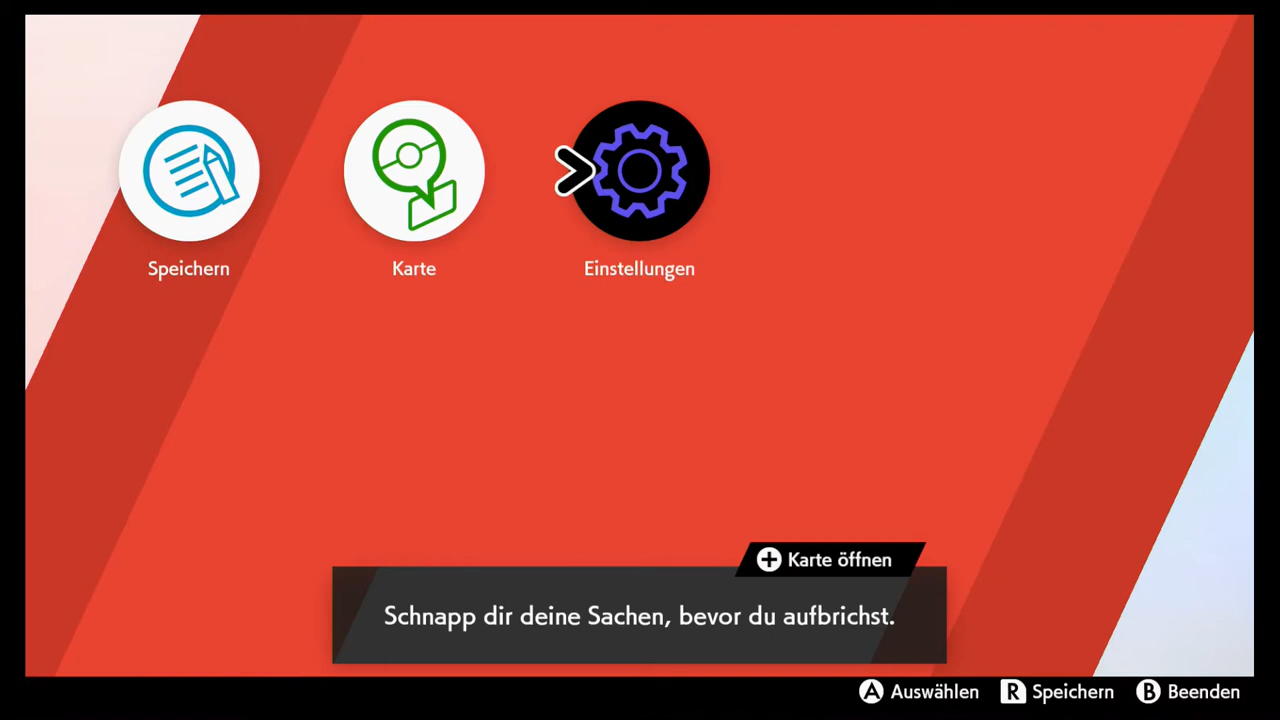 Speichern
Karte
Einstellungen
Karte öffnen
Schnapp dir deine Sachen, bevor du aufbrichst.
A Auswählen R Speichern B Beenden